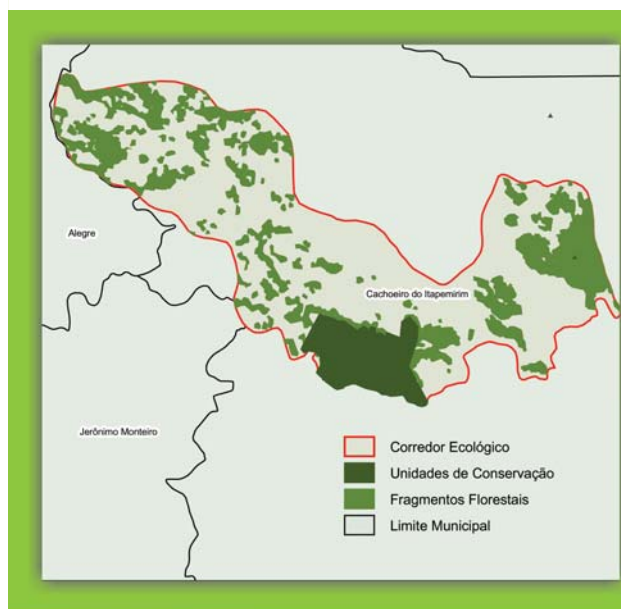 Alegre
Cachoeiro do Itapemirim
Jerônimo Monteiro
Corredor Ecológico
Unidades de Conservação
Fragmentos Florestais
Limite Municipal